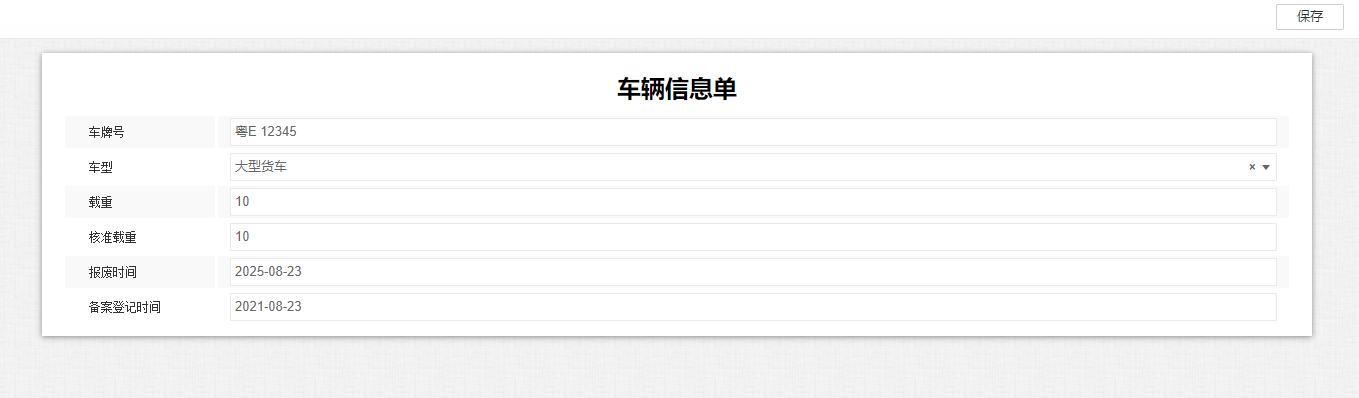 保存
车辆信息单
车牌号 粤E 12345
车型 大型货车 × 
载重 10
核准载重 10
报废时间 2025-08-23
备案登记时间 2021-08-23